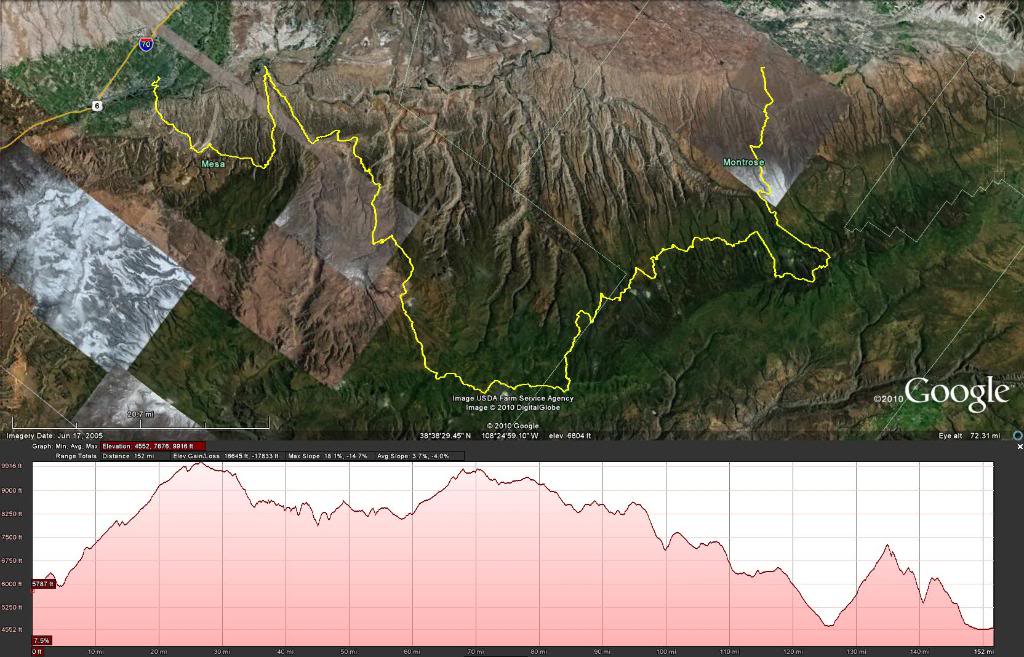 70
6
Mesa
Montrose
20.7 mi
Image USDA Farm Service Agency
Image © 2010 DigitalGlobe
©2010 Google
© 2010 Google
Imagery Date: Jun 17, 2005
38°38'29.45" N 108°24'59.10" W elev 6804 ft
Eye alt 72.31 mi
Graph: Min, Avg, Max Elevation: 4552, 7676, 9916 ft
Range Totals Distance: 152 mi Elev Gain/Loss: 16645 ft, -17833 ft Max Slope: 18.1%, -14.7% Avg Slope: 3.7%, -4.0%
9916 ft
9000 ft
8250 ft
7500 ft
6750 ft
6000 ft
5787 ft
5250 ft
4552 ft
7.5%
0 ft 10 mi 20 mi 30 mi 40 mi 50 mi 60 mi 70 mi 80 mi 90 mi 100 mi 110 mi 120 mi 130 mi 140 mi 152 mi